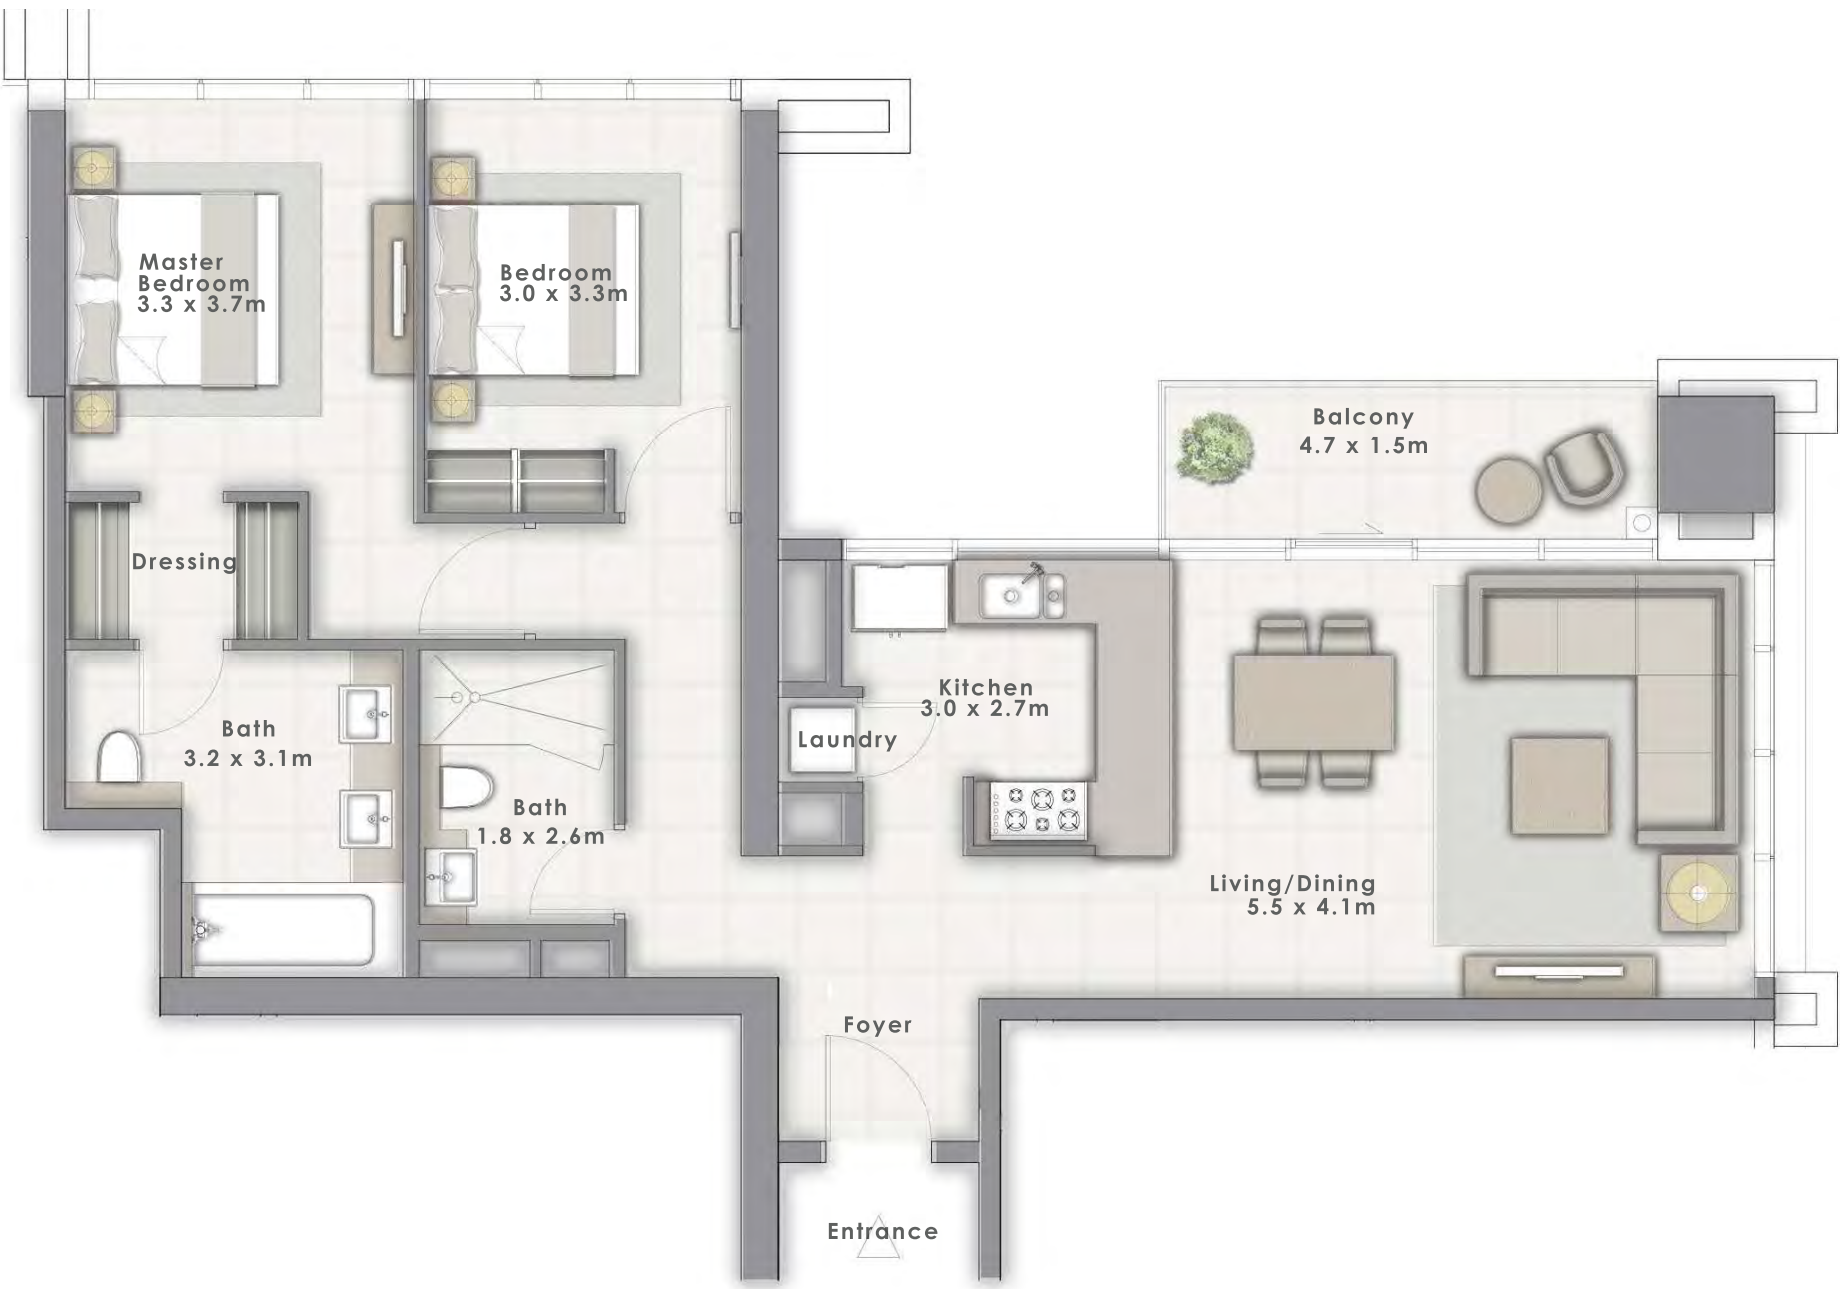 Master
Bedroom
3.3 x 3.7m
Bedroom
3.0 x 3.3m
Balcony
4.7 x 1.5m
Dressing
Kitchen
3.0 x 2.7m
Laundry
Bath
3.2 x 3.1m
Bath
1.8 x 2.6m
Living/Dining
5.5 x 4.1m
Foyer
Entrance